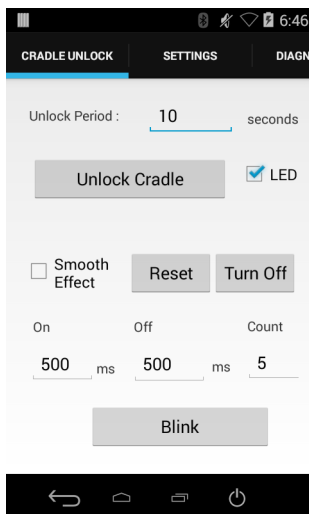 6:46
CRADLE UNLOCK SETTINGS DIAGN
Unlock Period : 10 seconds
Unlock Cradle LED
Smooth
Effect
Reset Turn Off
On Off Count
500 ms 500 ms 5
Blink